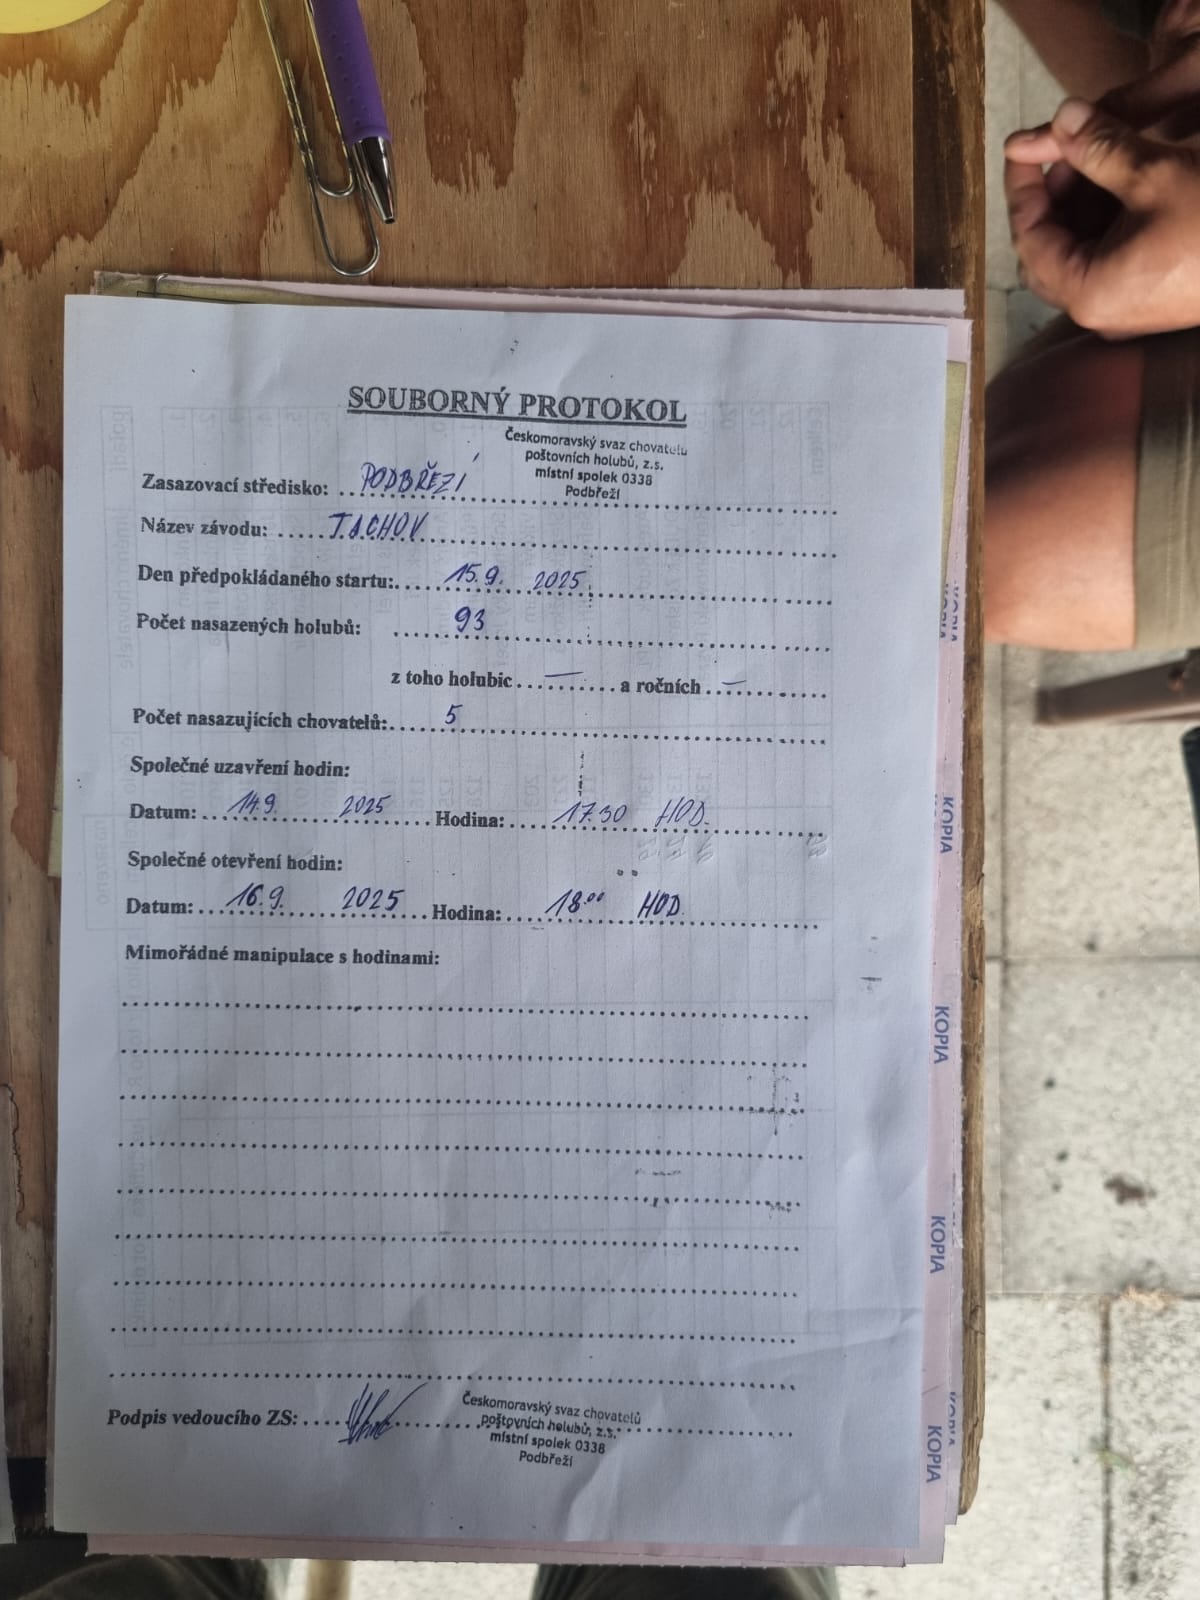 SOUBORNÝ PROTOKOL
Českomoravský svaz chovatelů
poštovních holubů, z.s.
místní spolek 0338
Podbřeží
Zasazovací středisko: PODBŘEZÍ
Název závodu: TACHOV
Den předpokládaného startu: 15.9. 2025
Počet nasazených holubů: 93
z toho holubic — a ročních —
Počet nasazujících chovatelů: 5
Společné uzavření hodin:
Datum: 14.9. 2025 Hodina: 17.30 HOD.
Společné otevření hodin:
Datum: 16.9. 2025 Hodina: 18.00 HOD.
Mimořádné manipulace s hodinami:
Podpis vedoucího ZS:
Českomoravský svaz chovatelů
poštovních holubů, z.s.
místní spolek 0338
Podbřeží
KOPIA
KOPIA
KOPIA
KOPIA